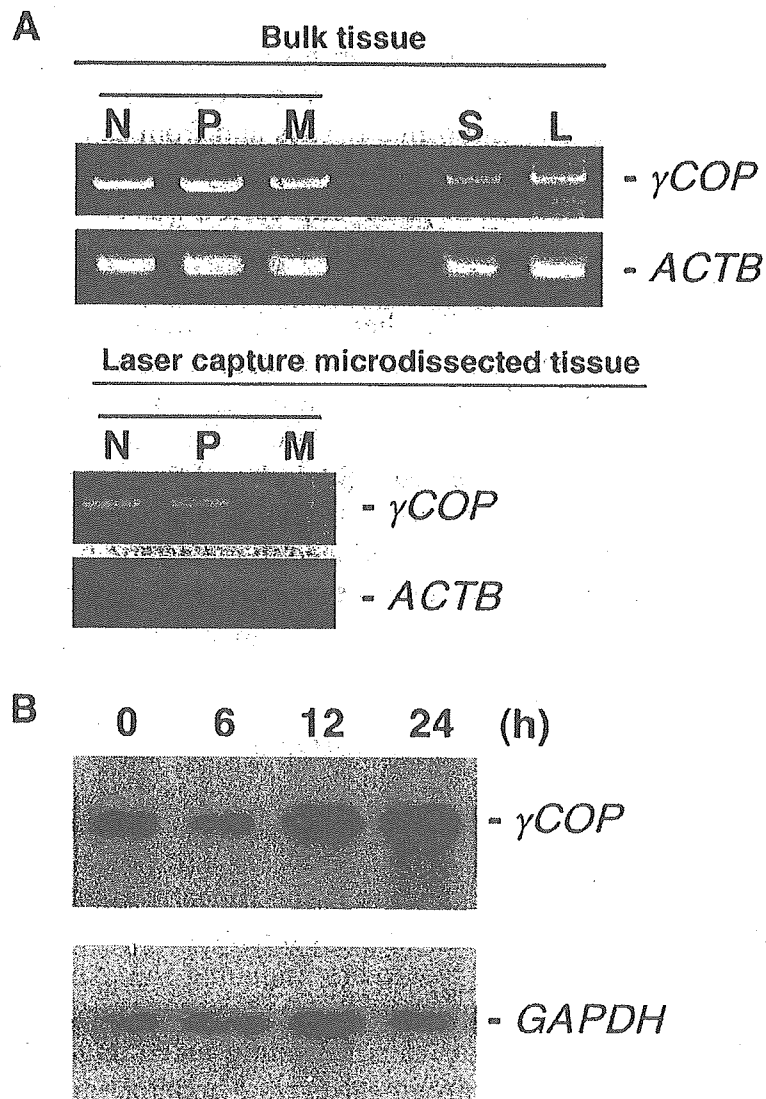 A
Bulk tissue
N P M S L
- γCOP
- ACTB
Laser capture microdissected tissue
N P M
- γCOP
- ACTB
B
0 6 12 24 (h)
- γCOP
- GAPDH